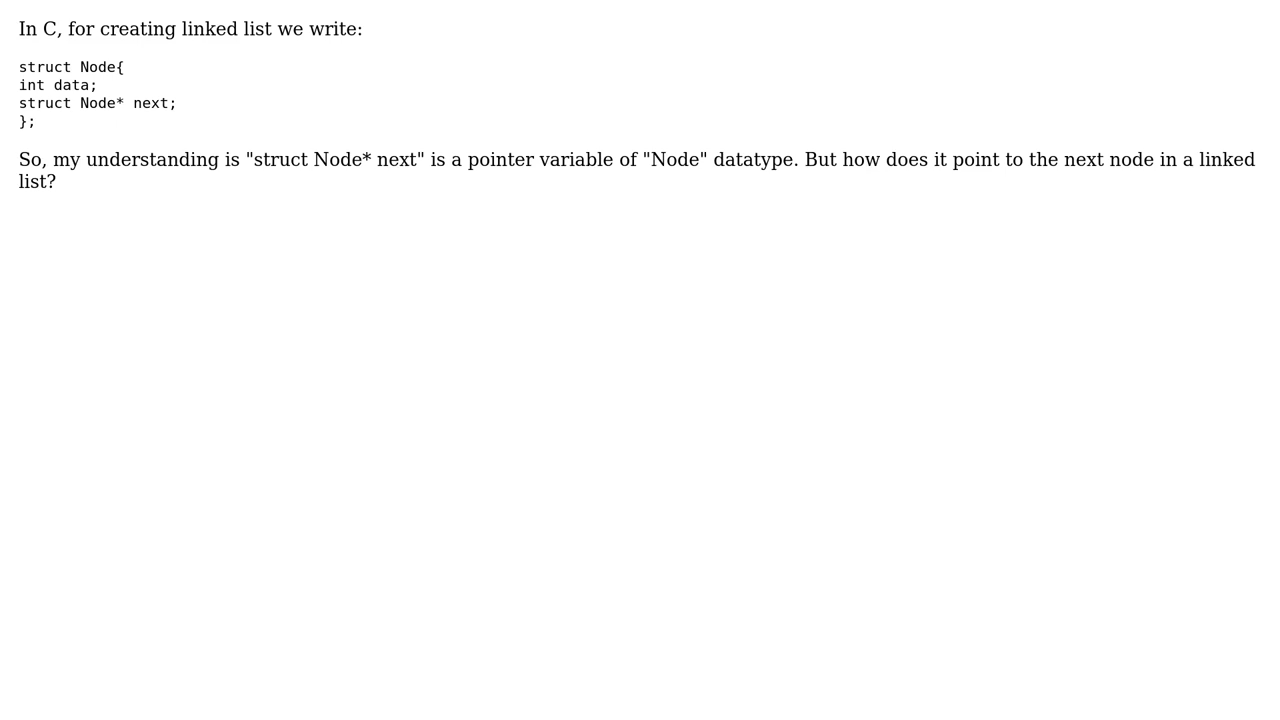 In C, for creating linked list we write:
struct Node{
int data;
struct Node* next;
};
So, my understanding is "struct Node* next" is a pointer variable of "Node" datatype. But how does it point to the next node in a linked
list?